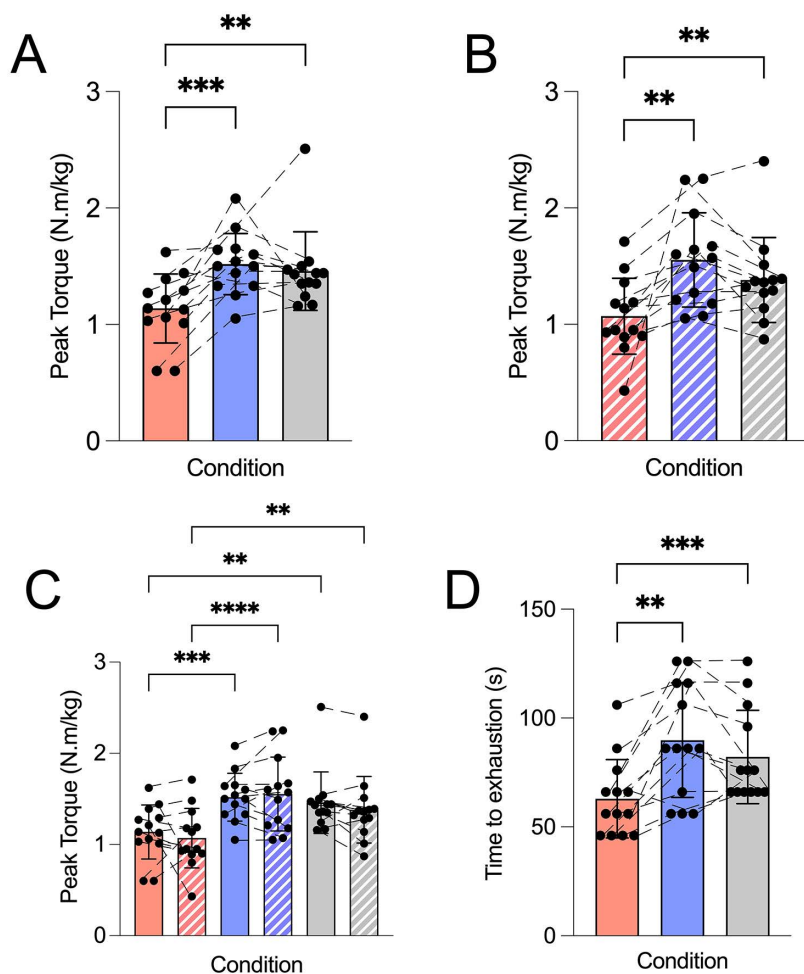 A
**
***
3
2
1
0
Peak Torque (N.m/kg)
Condition
B
**
**
3
2
1
0
Peak Torque (N.m/kg)
Condition
C
**
**
****
***
3
2
1
0
Peak Torque (N.m/kg)
Condition
D
***
**
150
100
50
0
Time to exhaustion (s)
Condition